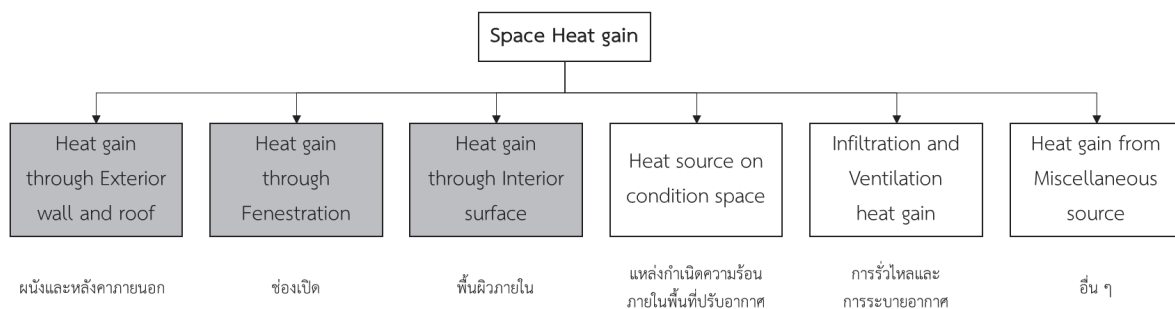 Space Heat gain
Heat gain
through Exterior
wall and roof
Heat gain
through
Fenestration
Heat gain
through Interior
surface
Heat source on
condition space
Infiltration and
Ventilation
heat gain
Heat gain from
Miscellaneous
source
ผนังและหลังคาภายนอก
ช่องเปิด
พื้นผิวภายใน
แหล่งกำเนิดความร้อน
ภายในพื้นที่ปรับอากาศ
การรั่วไหลและ
การระบายอากาศ
อื่น ๆ